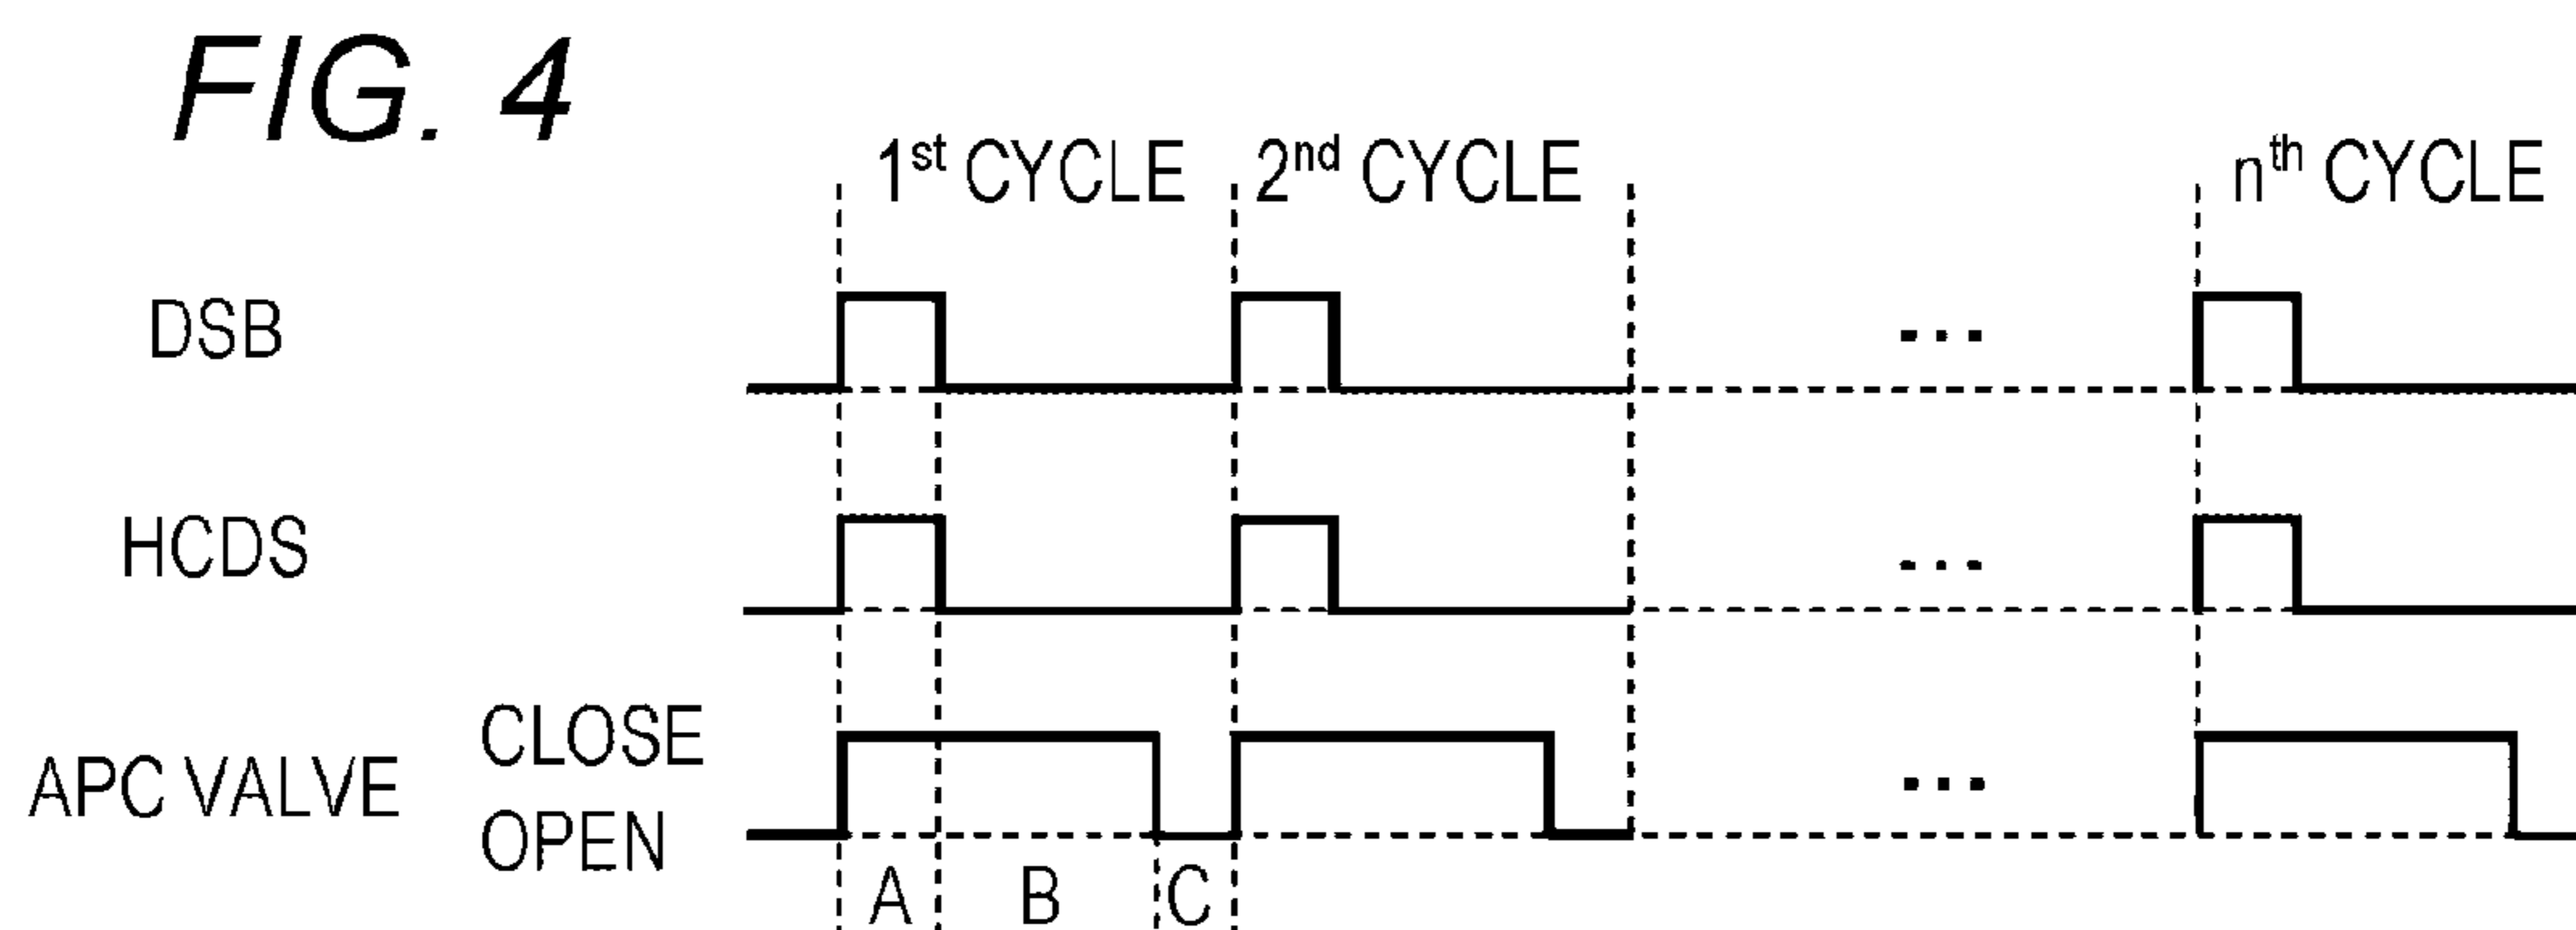 FIG. 4
1st CYCLE 2nd CYCLE nth CYCLE
DSB ...
HCDS ...
APC VALVE CLOSE OPEN ...
A B C